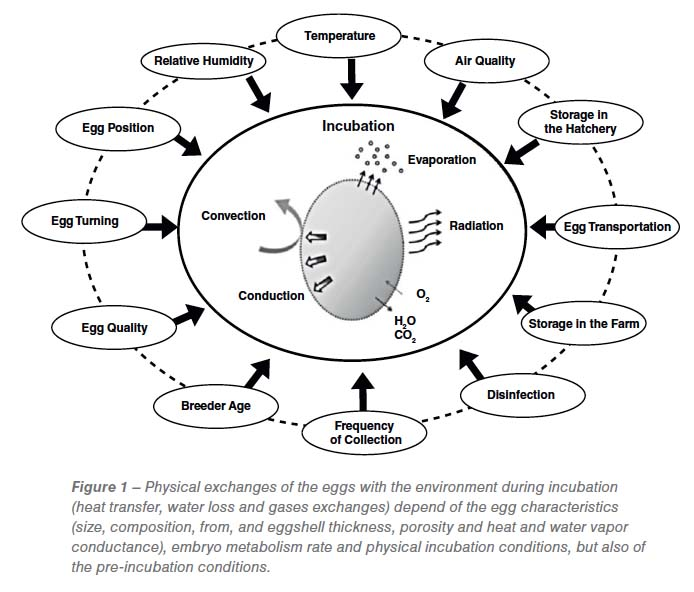 Temperature
Relative Humidity
Air Quality
Egg Position
Storage in
the Hatchery
Incubation
Evaporation
Egg Turning
Convection
Radiation
Egg Transportation
Conduction
O2
H2O
CO2
Egg Quality
Storage in the Farm
Breeder Age
Disinfection
Frequency
of Collection
Figure 1 – Physical exchanges of the eggs with the environment during incubation
(heat transfer, water loss and gases exchanges) depend of the egg characteristics
(size, composition, from, and eggshell thickness, porosity and heat and water vapor
conductance), embryo metabolism rate and physical incubation conditions, but also of
the pre-incubation conditions.